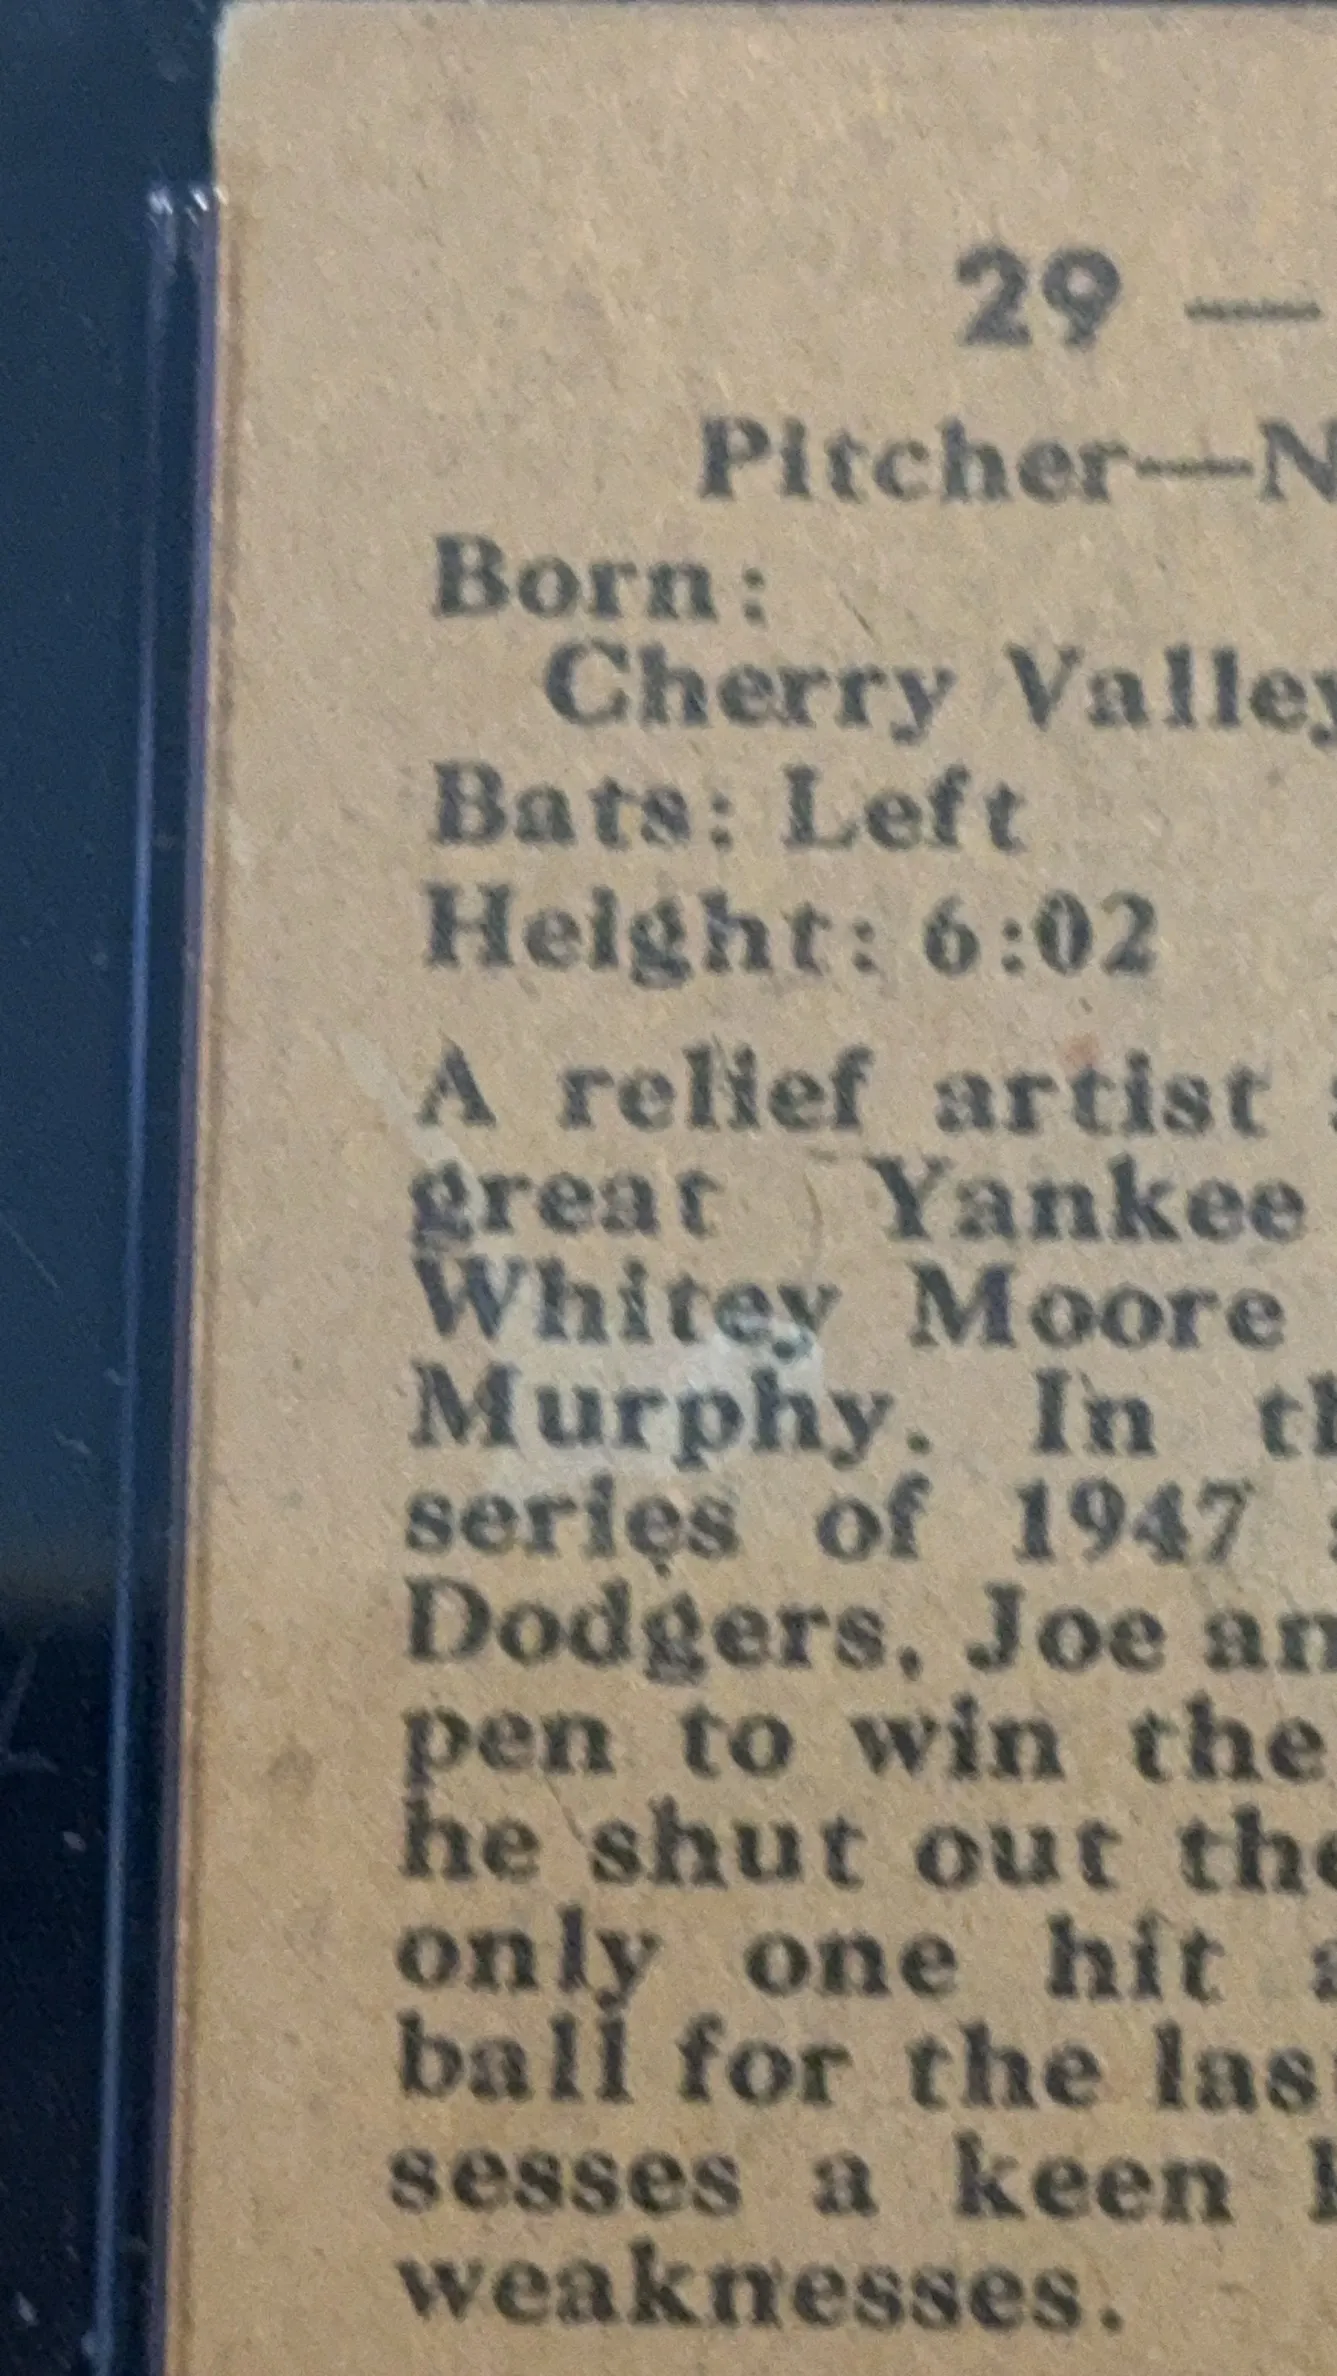 29 —
Pitcher—N
Born:
Cherry Valley
Bats: Left
Height: 6:02
A relief artist
great Yankee
Whitey Moore
Murphy. In th
series of 1947
Dodgers, Joe an
pen to win the
he shut out the
only one hit
ball for the las
sesses a keen
weaknesses.